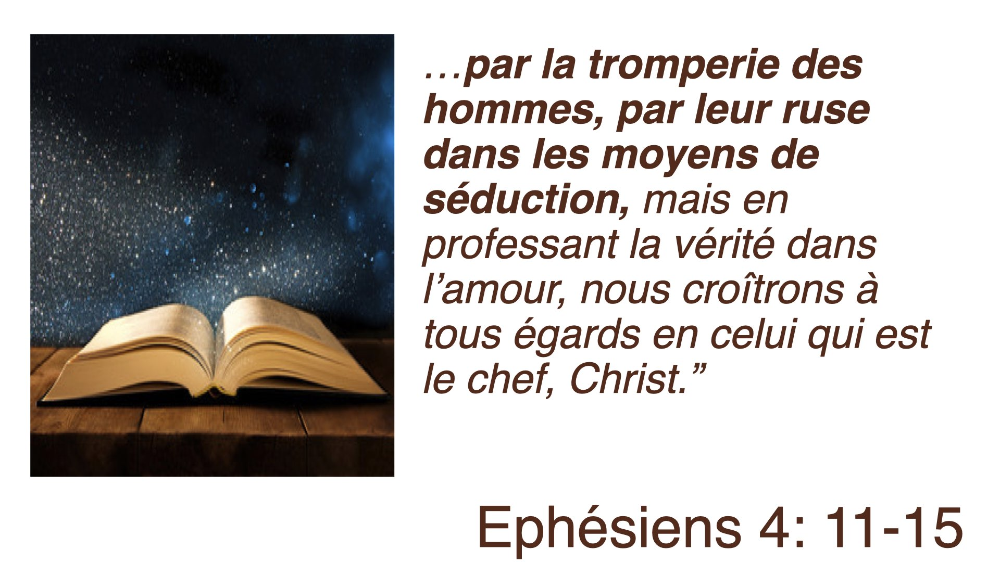 …par la tromperie des
hommes, par leur ruse
dans les moyens de
séduction, mais en
professant la vérité dans
l’amour, nous croîtrons à
tous égards en celui qui est
le chef, Christ.”
Ephésiens 4: 11-15